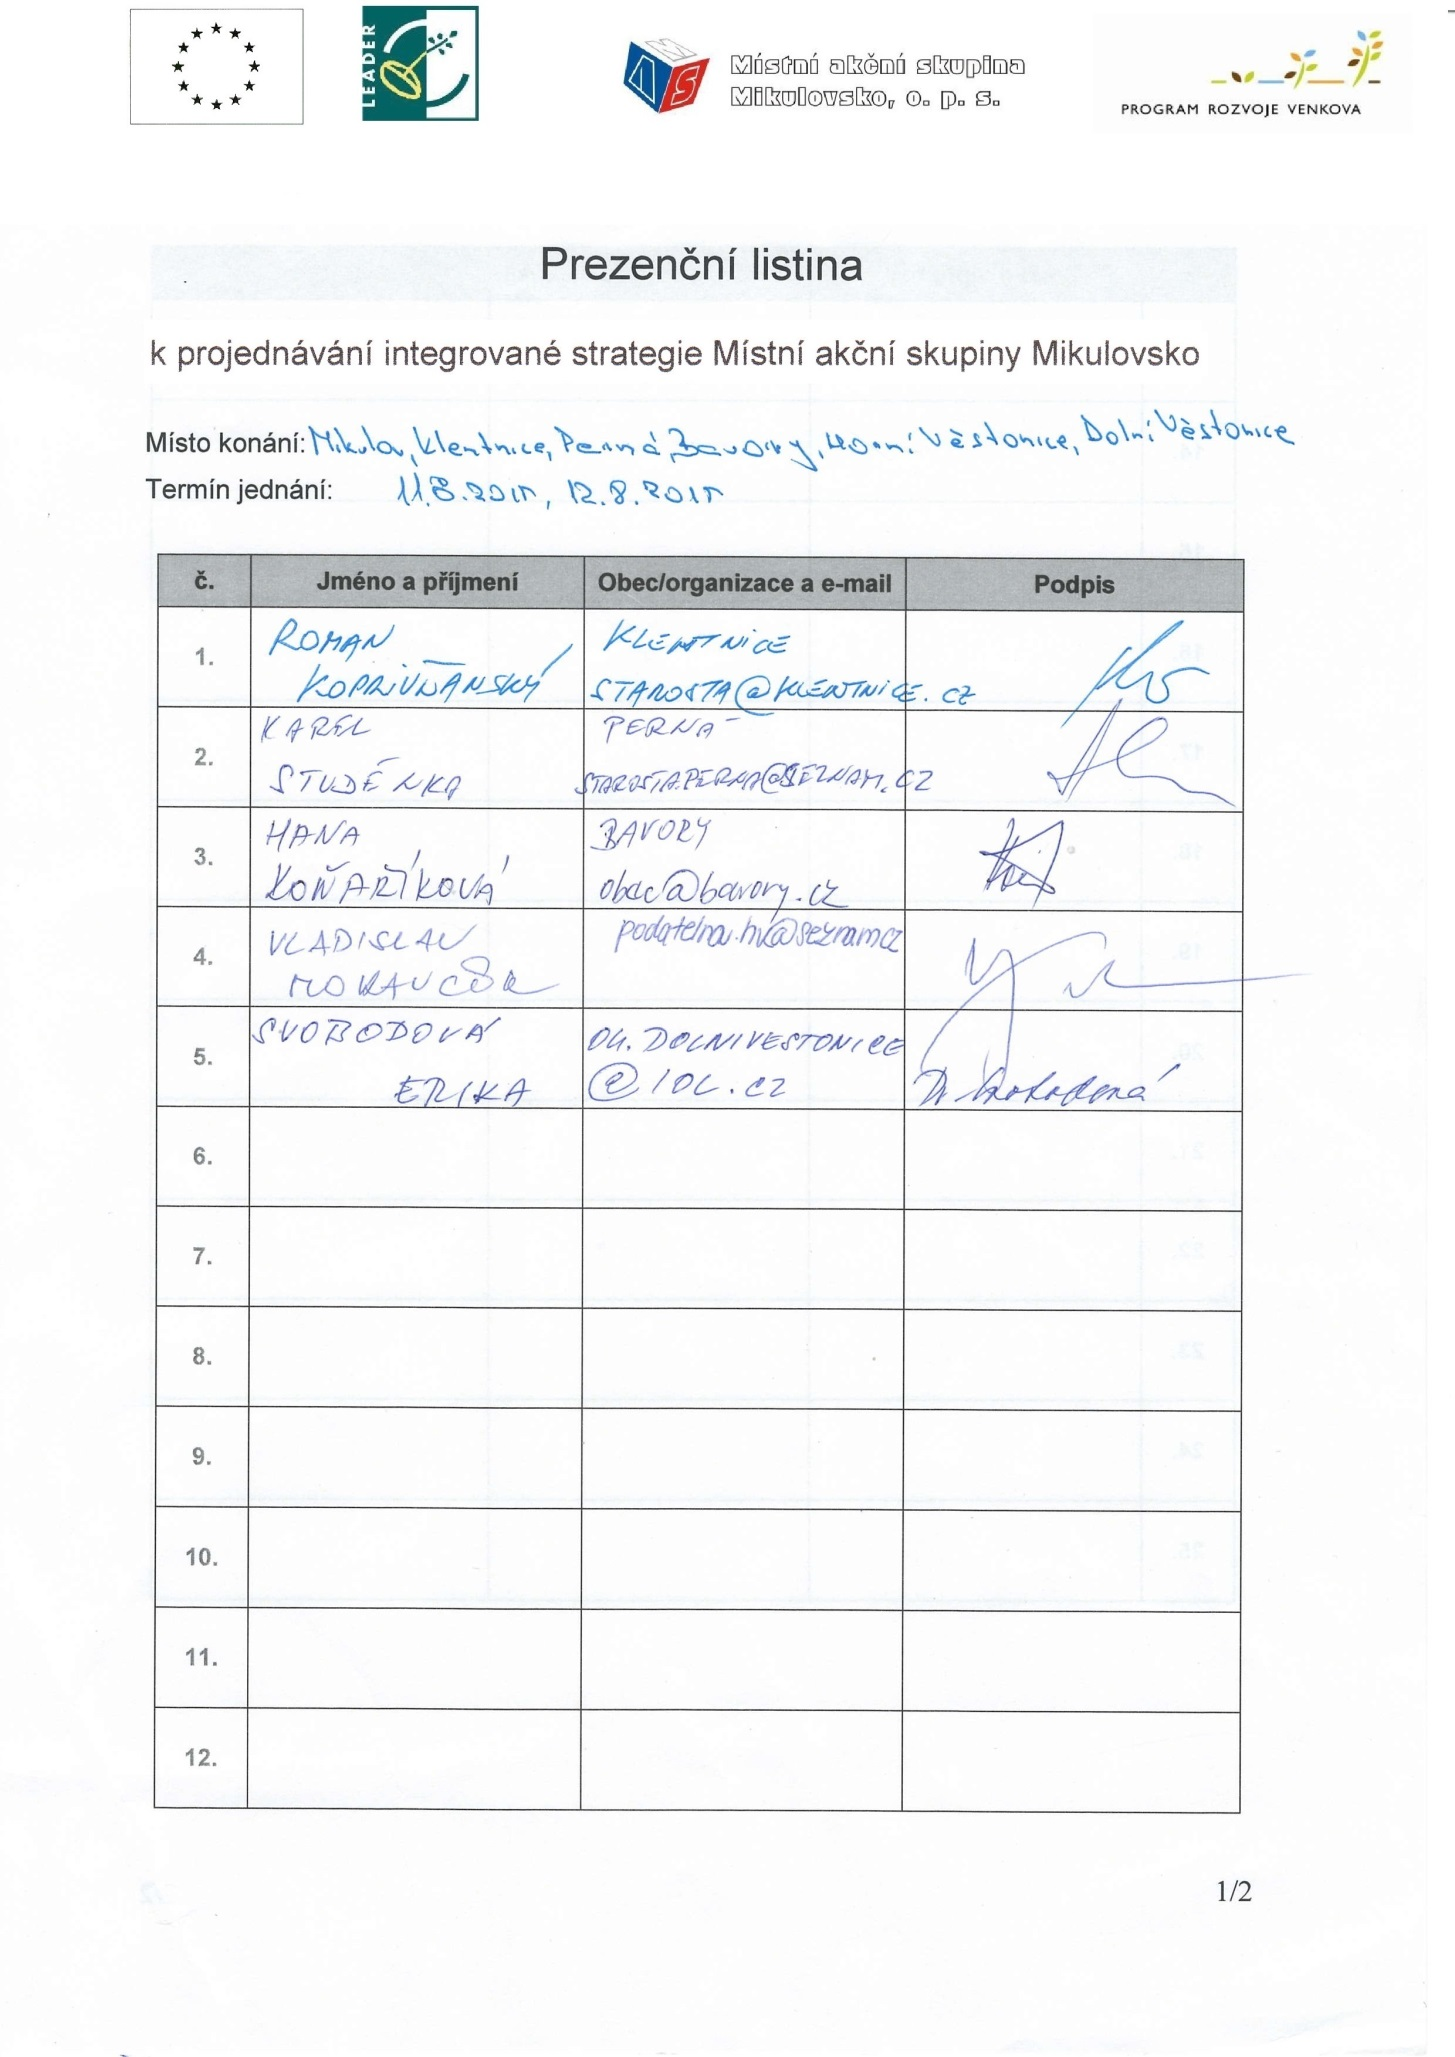 LEADER
MAS
Místní akční skupina
Mikulovsko, o. p. s.
PROGRAM ROZVOJE VENKOVA
Prezenční listina
k projednávání integrované strategie Místní akční skupiny Mikulovsko
Místo konání: Mikulov, Klentnice, Perná, Bavory, Horní Věstonice, Dolní Věstonice
Termín jednání: 11.8.2015, 12.8.2015
č. Jméno a příjmení Obec/organizace a e-mail Podpis
1. ROMAN KLENTNICE
STAROSTA@KLENTNICE.CZ
2. KAREL PERNÁ
STUDÉNKA STAROSTA.PERNA@SEZNAM.CZ
3. HANA BAVORY
KOŇAŘÍKOVÁ obec@bavory.cz
4. VLADISLAV podatelna.hv@seznam.cz
5. SVOBODOVÁ OU.DOLNIVESTONICE
ERIKA @IOL.CZ Svobodová
6.
7.
8.
9.
10.
11.
12.
1/2